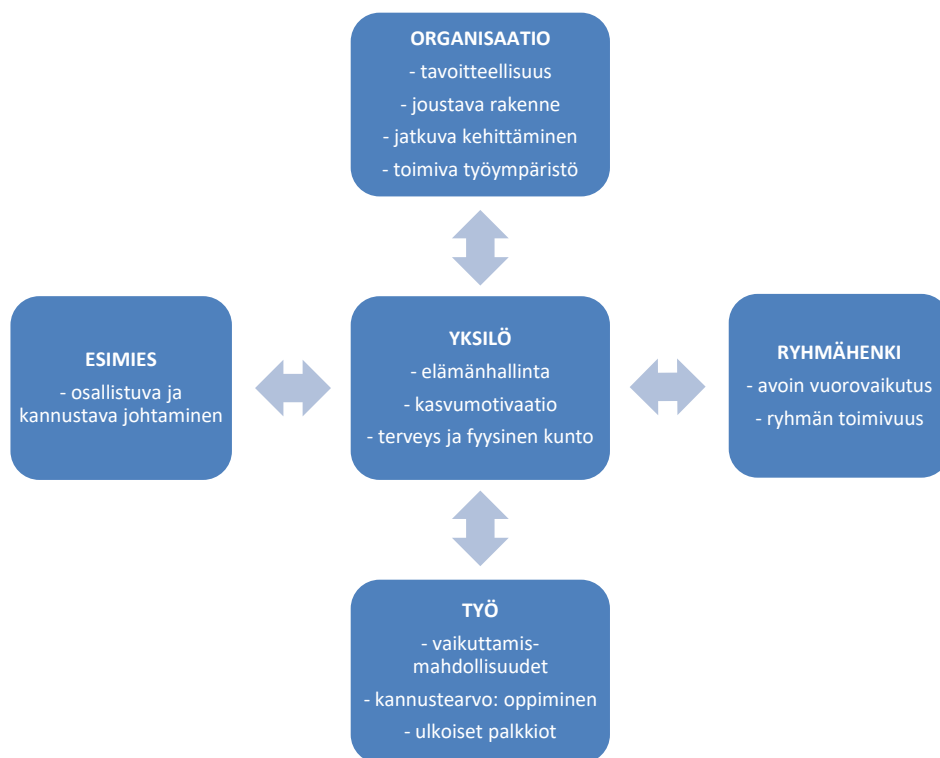 ORGANISAATIO
- tavoitteellisuus
- joustava rakenne
- jatkuva kehittäminen
- toimiva työympäristö
ESIMIES
- osallistuva ja
kannustava johtaminen
YKSILÖ
- elämänhallinta
- kasvumotivaatio
- terveys ja fyysinen kunto
RYHMÄHENKI
- avoin vuorovaikutus
- ryhmän toimivuus
TYÖ
- vaikuttamis-
mahdollisuudet
- kannustearvo: oppiminen
- ulkoiset palkkiot